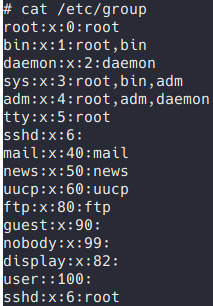 # cat /etc/group
root:x:0:root
bin:x:1:root,bin
daemon:x:2:daemon
sys:x:3:root,bin,adm
adm:x:4:root,adm,daemon
tty:x:5:root
sshd:x:6:
mail:x:40:mail
news:x:50:news
uucp:x:60:uucp
ftp:x:80:ftp
guest:x:90:
nobody:x:99:
display:x:82:
user::100:
sshd:x:6:root